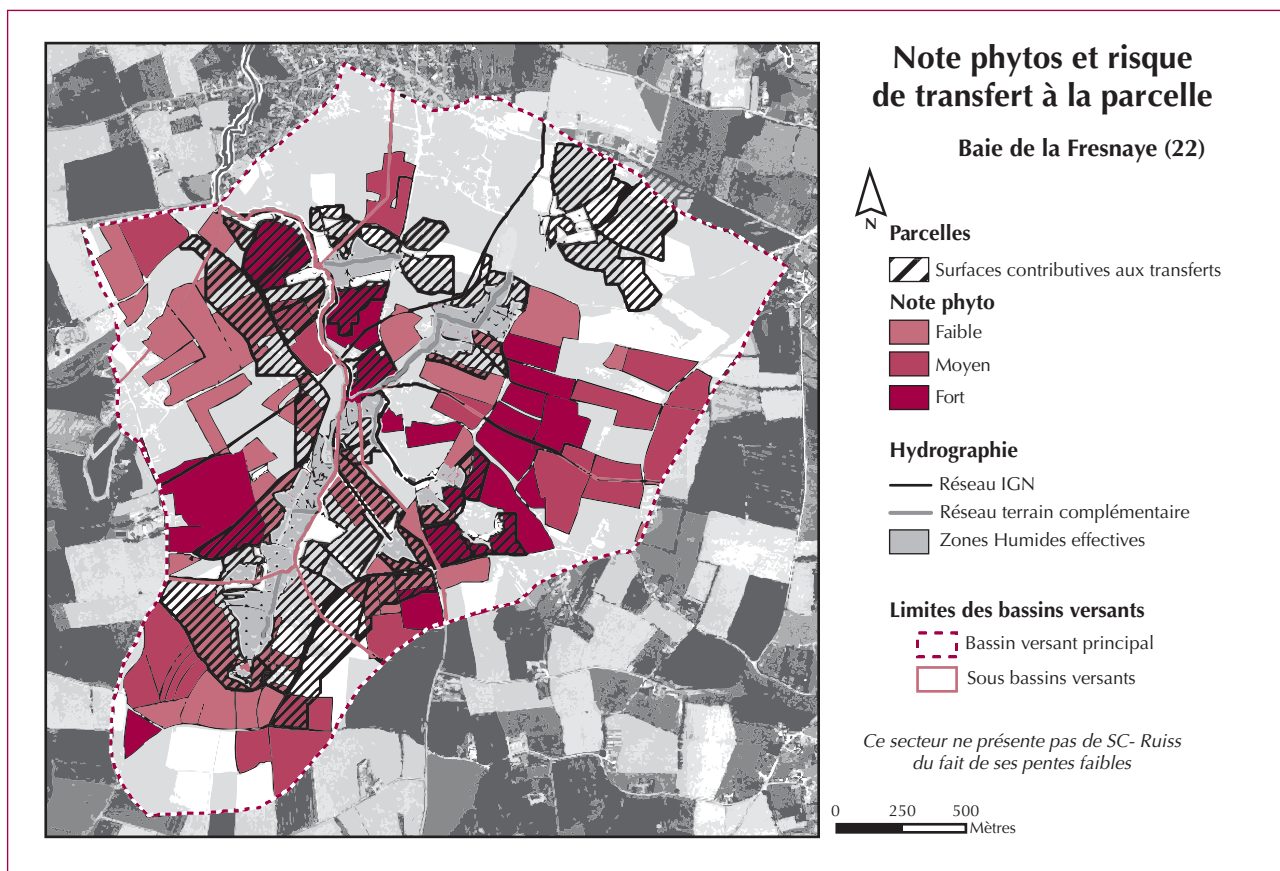 Note phytos et risque
de transfert à la parcelle
Baie de la Fresnaye (22)
N
Parcelles
Surfaces contributives aux transferts
Note phyto
Faible
Moyen
Fort
Hydrographie
Réseau IGN
Réseau terrain complémentaire
Zones Humides effectives
Limites des bassins versants
Bassin versant principal
Sous bassins versants
Ce secteur ne présente pas de SC- Ruiss
du fait de ses pentes faibles
0 250 500
Mètres